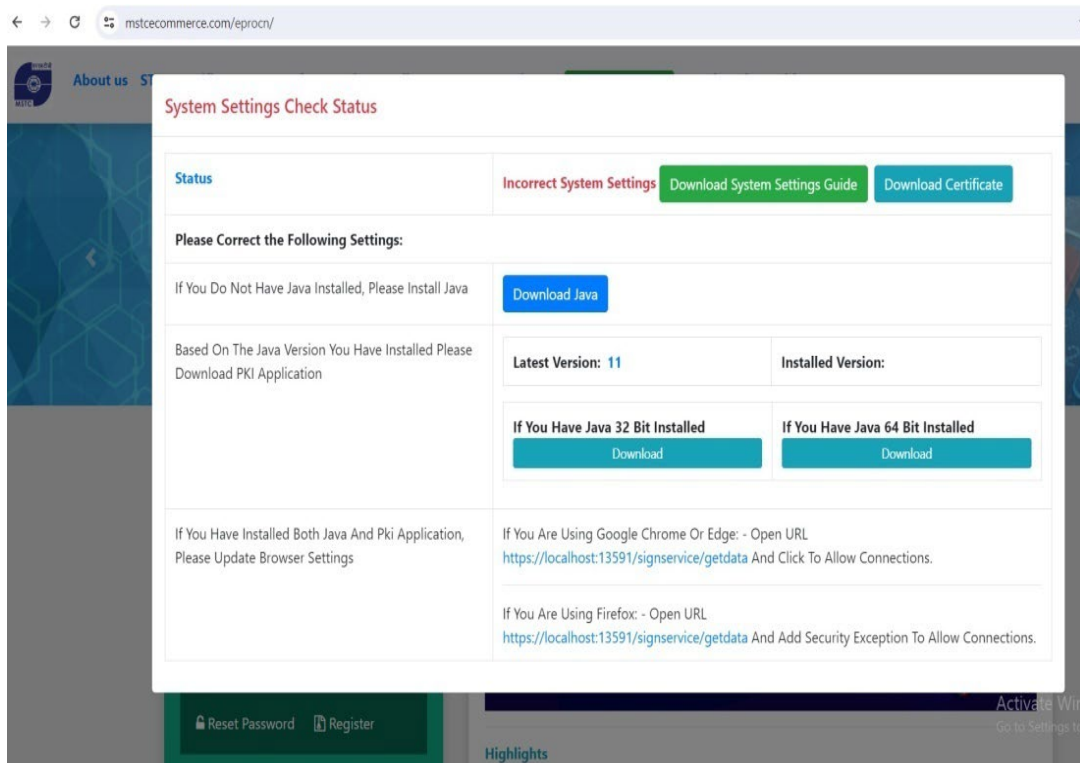 mstcecommerce.com/eprocn/
MSTC
About us
System Settings Check Status
Status
Incorrect System Settings Download System Settings Guide Download Certificate
Please Correct the Following Settings:
If You Do Not Have Java Installed, Please Install Java
Download Java
Based On The Java Version You Have Installed Please
Download PKI Application
Latest Version: 11
Installed Version:
If You Have Java 32 Bit Installed
Download
If You Have Java 64 Bit Installed
Download
If You Have Installed Both Java And Pki Application,
Please Update Browser Settings
If You Are Using Google Chrome Or Edge: - Open URL
https://localhost:13591/signservice/getdata And Click To Allow Connections.
If You Are Using Firefox: - Open URL
https://localhost:13591/signservice/getdata And Add Security Exception To Allow Connections.
Reset Password Register
Highlights
Activate
Go to Settings